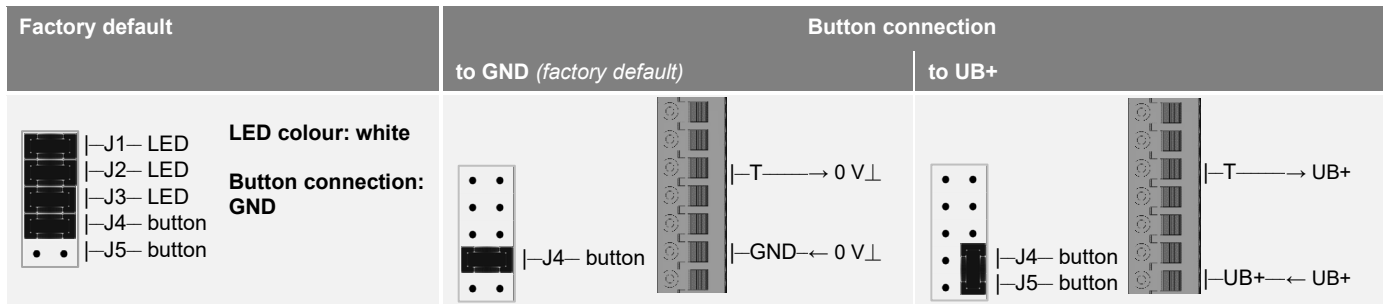 Factory default
Button connection
to GND (factory default)
to UB+
|—J1— LED
|—J2— LED
|—J3— LED
|—J4— button
|—J5— button
LED colour: white
Button connection:
GND
|—T———→ 0 V⊥
|—J4— button
|—GND—← 0 V⊥
|—T———→ UB+
|—J4— button
|—J5— button
|—UB+—← UB+